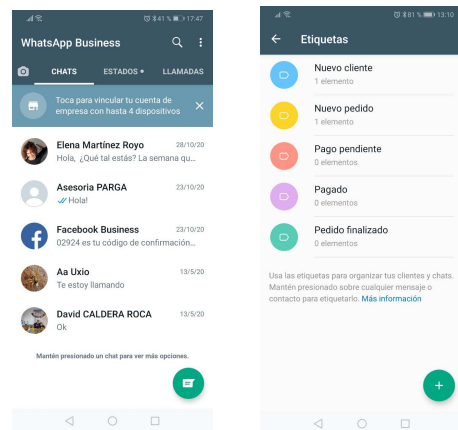 41 % 17:47
WhatsApp Business
CHATS ESTADOS LLAMADAS
Toca para vincular tu cuenta de
empresa con hasta 4 dispositivos
Elena Martínez Royo 28/10/20
Hola, ¿Qué tal estás? La semana qu...
Asesoria PARGA 23/10/20
Hola!
Facebook Business 23/10/20
02924 es tu código de confirmación...
Aa Uxio 13/5/20
Te estoy llamando
David CALDERA ROCA 13/5/20
Ok
Mantén presionado un chat para ver más opciones.
81 % 13:10
Etiquetas
Nuevo cliente
1 elemento
Nuevo pedido
1 elemento
Pago pendiente
0 elementos
Pagado
0 elementos
Pedido finalizado
0 elementos
Usa las etiquetas para organizar tus clientes y chats.
Mantén presionado sobre cualquier mensaje o
contacto para etiquetarlo. Más información